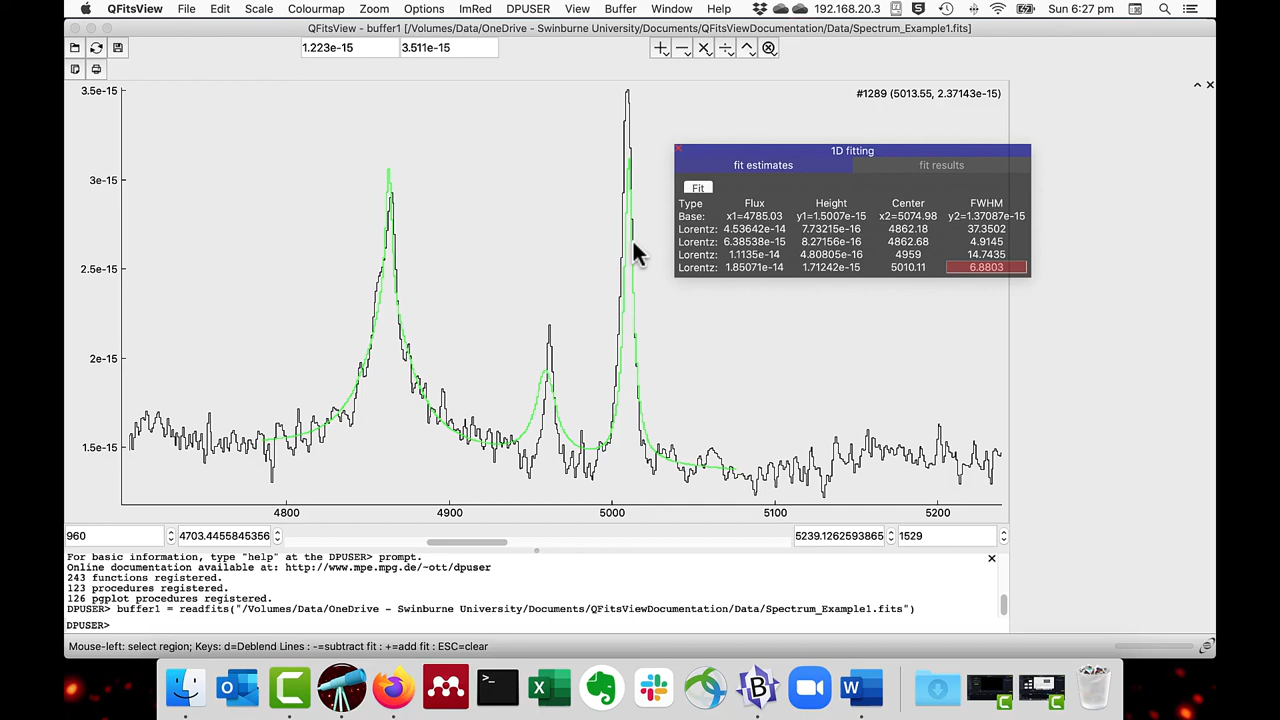 QFitsView File Edit Scale Colourmap Zoom Options ImRed DPUSER View Buffer Window Help 192.168.20.3 Sun 6:27 pm
QFitsView - buffer1 [/Volumes/Data/OneDrive - Swinburne University/Documents/QFitsViewDocumentation/Data/Spectrum_Example1.fits]
1.223e-15 3.511e-15
3.5e-15
#1289 (5013.55, 2.37143e-15)
3e-15
2.5e-15
2e-15
1.5e-15
1D fitting
fit estimates fit results
Fit
Type Flux Height Center FWHM
Base: x1=4785.03 y1=1.5007e-15 x2=5074.98 y2=1.37087e-15
Lorentz: 4.53642e-14 7.73215e-16 4862.18 37.3502
Lorentz: 6.38538e-15 8.27156e-16 4862.68 4.9145
Lorentz: 1.1135e-14 4.80805e-16 4959 14.7435
Lorentz: 1.85071e-14 1.71242e-15 5010.11 6.8803
4800 4900 5000 5100 5200
960 4703.4455845356 5239.1262593865 1529
For basic information, type "help" at the DPUSER> prompt.
Online documentation available at: http://www.mpe.mpg.de/~ott/dpuser
243 functions registered.
123 procedures registered.
126 pgplot procedures registered.
DPUSER> buffer1 = readfits("/Volumes/Data/OneDrive - Swinburne University/Documents/QFitsViewDocumentation/Data/Spectrum_Example1.fits")
DPUSER>
Mouse-left: select region; Keys: d=Deblend Lines : -=subtract fit : +=add fit : ESC=clear